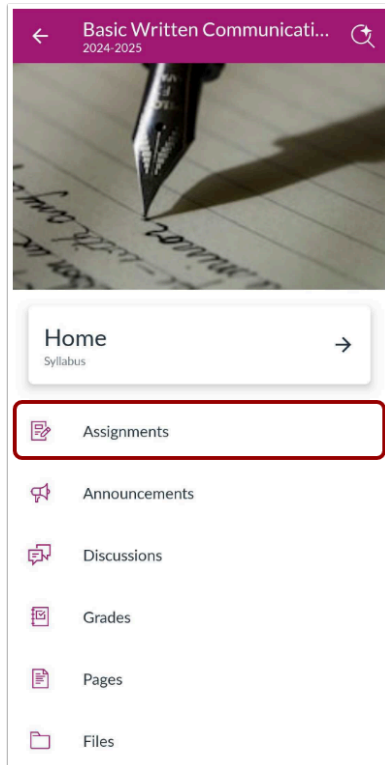 Basic Written Communicati...
2024-2025
Home
Syllabus
Assignments
Announcements
Discussions
Grades
Pages
Files